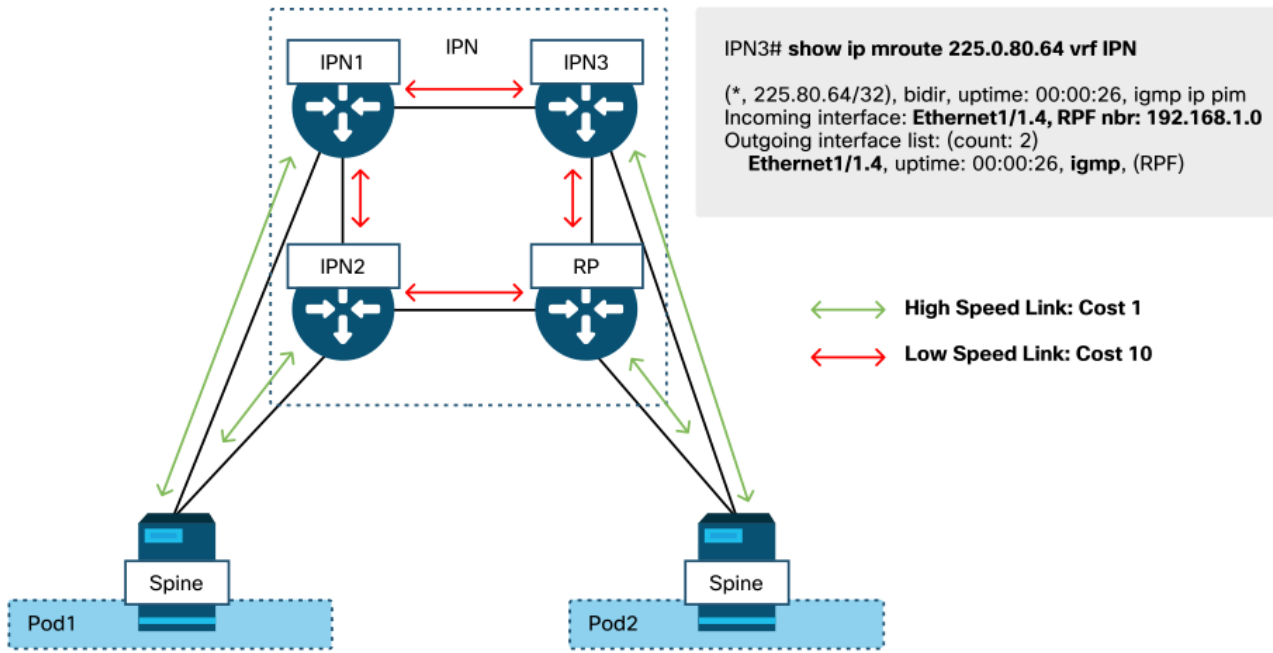 IPN
IPN1
IPN3
IPN2
RP
Spine
Pod1
Spine
Pod2
IPN3# show ip mroute 225.0.80.64 vrf IPN
(*, 225.80.64/32), bidir, uptime: 00:00:26, igmp ip pim
Incoming interface: Ethernet1/1.4, RPF nbr: 192.168.1.0
Outgoing interface list: (count: 2)
Ethernet1/1.4, uptime: 00:00:26, igmp, (RPF)
High Speed Link: Cost 1
Low Speed Link: Cost 10